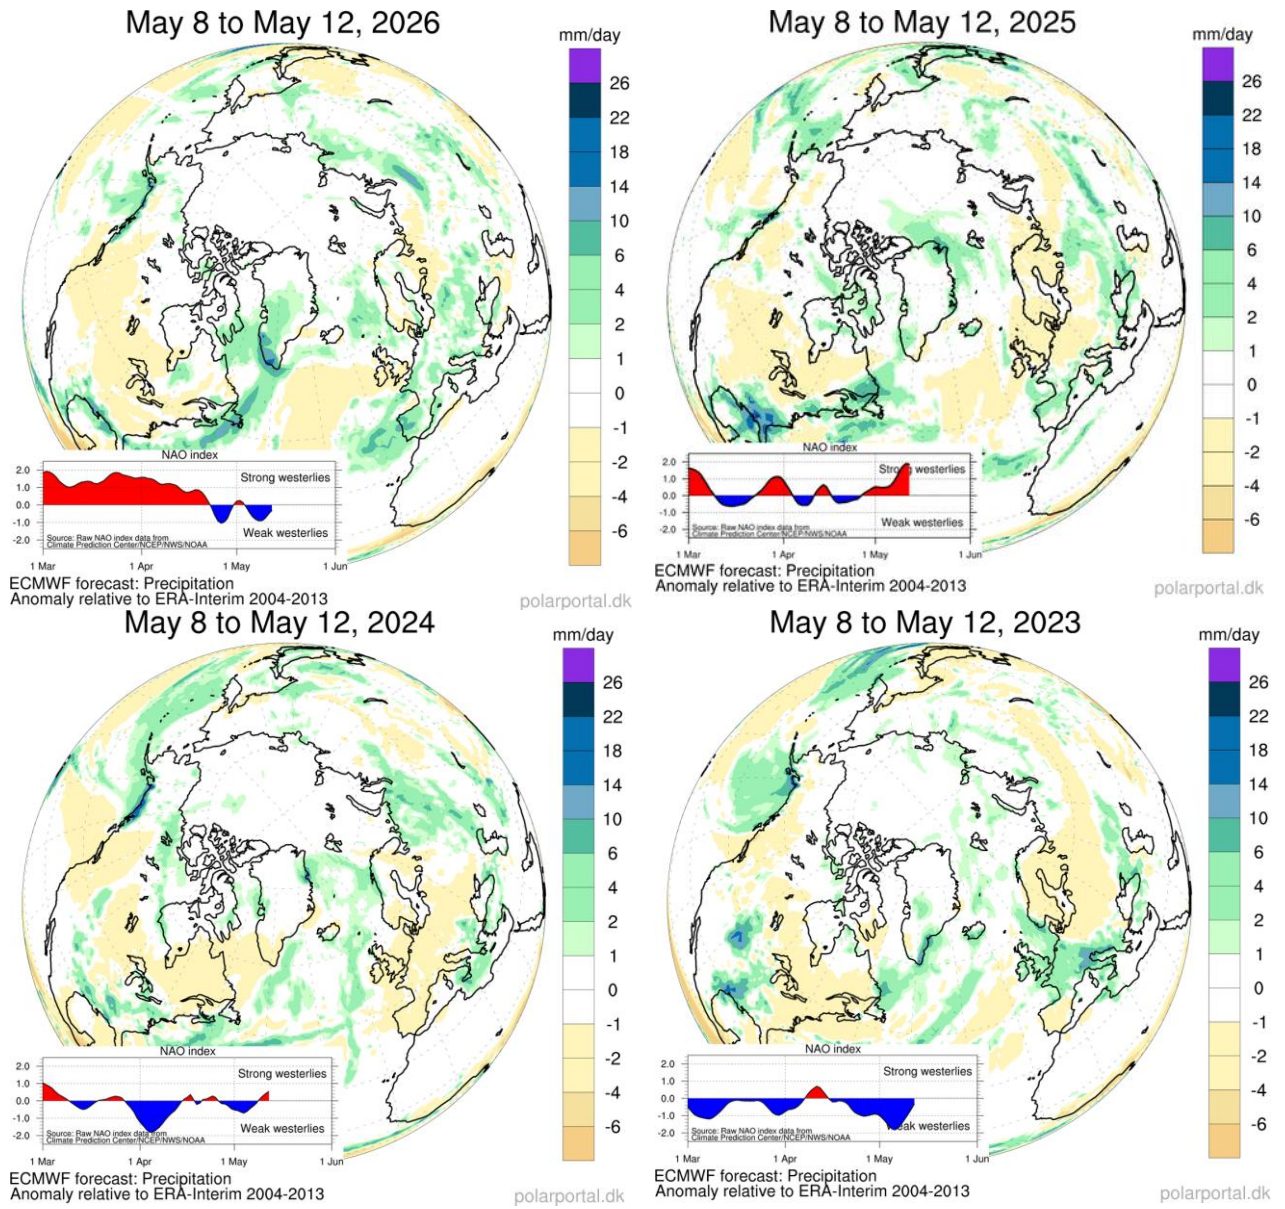 May 8 to May 12, 2026
mm/day
26
22
18
14
10
6
4
2
1
0
-1
-2
-4
-6
NAO index
2.0
1.0
0.0
-1.0
-2.0
Strong westerlies
Weak westerlies
Source: Raw NAO index data from
Climate Prediction Center/NCEP/NWS/NOAA
1 Mar 1 Apr 1 May 1 Jun
ECMWF forecast: Precipitation
Anomaly relative to ERA-Interim 2004-2013
polarportal.dk
May 8 to May 12, 2025
mm/day
26
22
18
14
10
6
4
2
1
0
-1
-2
-4
-6
NAO index
2.0
1.0
0.0
-1.0
-2.0
Strong westerlies
Weak westerlies
Source: Raw NAO index data from
Climate Prediction Center/NCEP/NWS/NOAA
1 Mar 1 Apr 1 May 1 Jun
ECMWF forecast: Precipitation
Anomaly relative to ERA-Interim 2004-2013
polarportal.dk
May 8 to May 12, 2024
mm/day
26
22
18
14
10
6
4
2
1
0
-1
-2
-4
-6
NAO index
2.0
1.0
0.0
-1.0
-2.0
Strong westerlies
Weak westerlies
Source: Raw NAO index data from
Climate Prediction Center/NCEP/NWS/NOAA
1 Mar 1 Apr 1 May 1 Jun
ECMWF forecast: Precipitation
Anomaly relative to ERA-Interim 2004-2013
polarportal.dk
May 8 to May 12, 2023
mm/day
26
22
18
14
10
6
4
2
1
0
-1
-2
-4
-6
NAO index
2.0
1.0
0.0
-1.0
-2.0
Strong westerlies
Weak westerlies
Source: Raw NAO index data from
Climate Prediction Center/NCEP/NWS/NOAA
1 Mar 1 Apr 1 May 1 Jun
ECMWF forecast: Precipitation
Anomaly relative to ERA-Interim 2004-2013
polarportal.dk